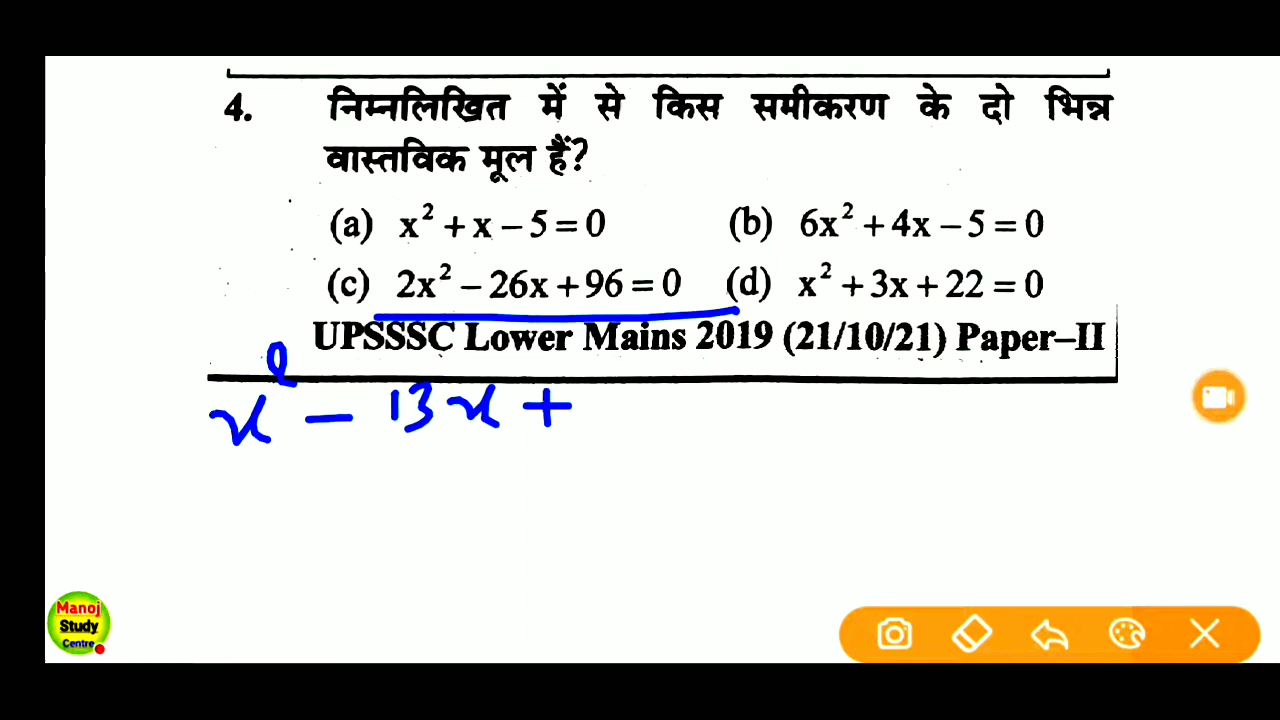 4. निम्नलिखित में से किस समीकरण के दो भिन्न
वास्तविक मूल हैं?
(a) x² + x – 5 = 0 (b) 6x² + 4x – 5 = 0
(c) 2x² – 26x + 96 = 0 (d) x² + 3x + 22 = 0
UPSSSC Lower Mains 2019 (21/10/21) Paper–II
x² – 13x +
Manoj
Study
Centre